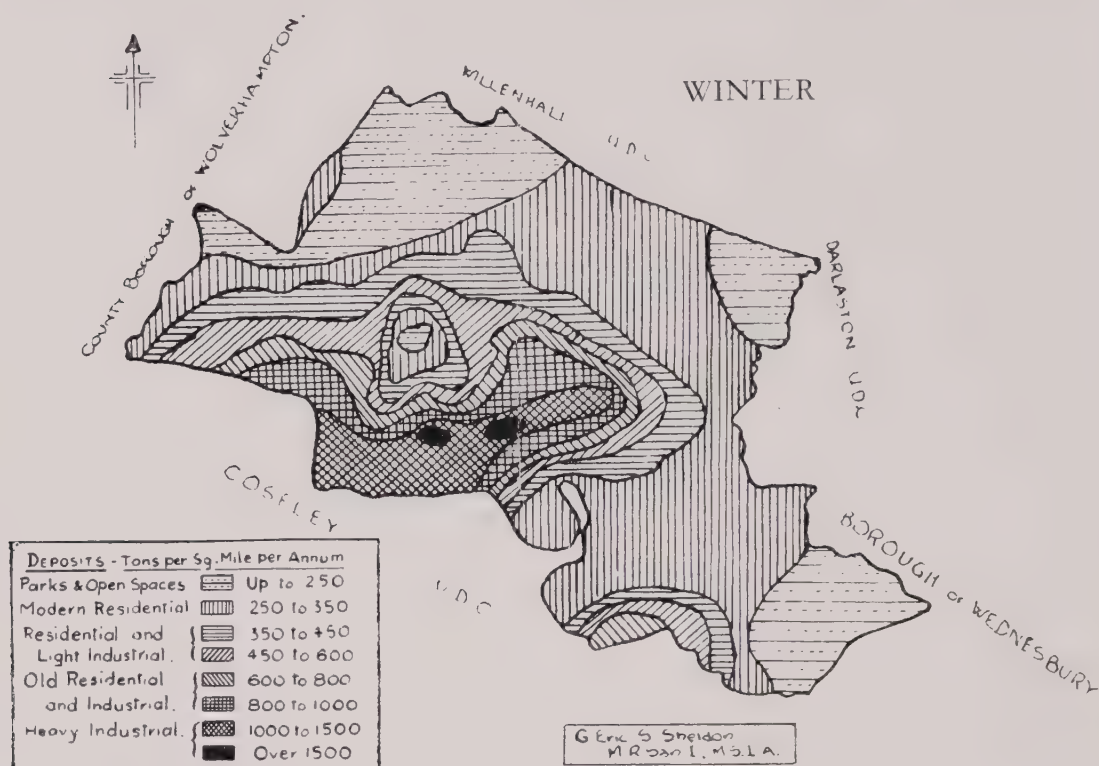 WINTER
WILLENHALL U.D.C
COUNTY BOROUGH OF WOLVERHAMPTON.
DARLASTON U.D.C
COSELEY
U.D.C
BOROUGH OF WEDNESBURY
DEPOSITS - Tons per Sq. Mile per Annum
Parks & Open Spaces Up to 250
Modern Residential 250 to 350
Residential and 350 to 450
Light Industrial. 450 to 600
Old Residential 600 to 800
and Industrial. 800 to 1000
Heavy Industrial. 1000 to 1500
Over 1500
G Eric S Sheldon